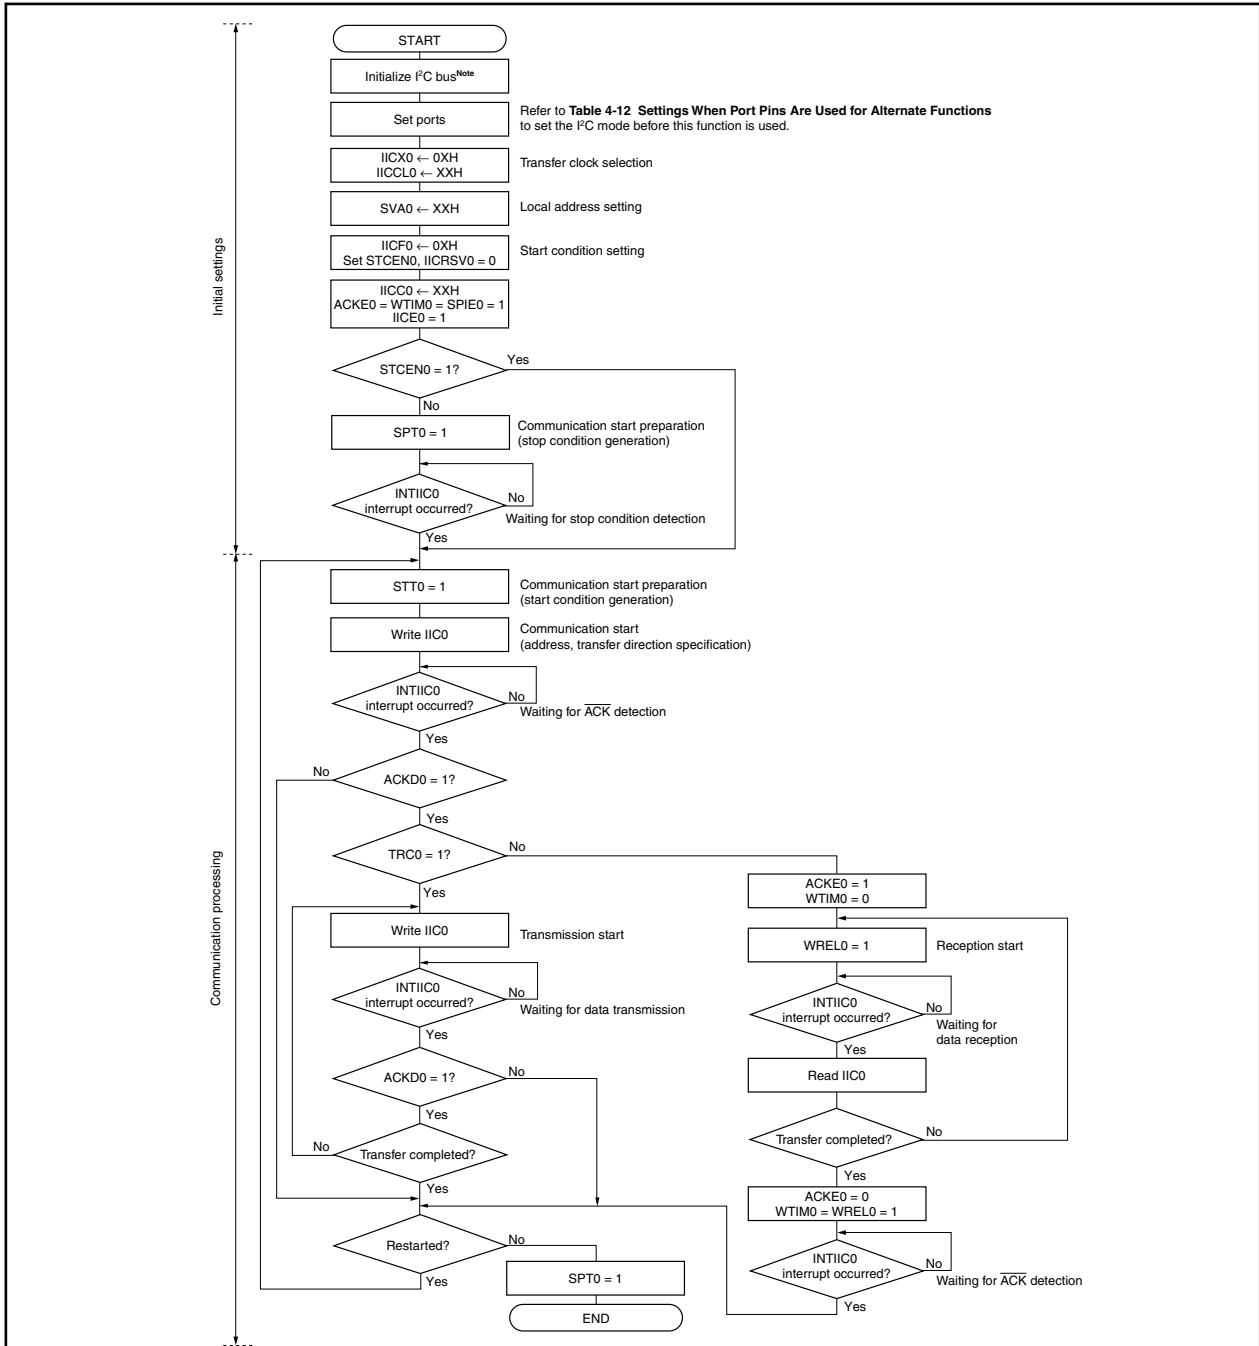 START
Initialize I²C bus^Note
Set ports
Refer to Table 4-12 Settings When Port Pins Are Used for Alternate Functions
to set the I²C mode before this function is used.
IICX0 ← 0XH
IICCL0 ← XXH
Transfer clock selection
SVA0 ← XXH
Local address setting
IICF0 ← 0XH
Set STCEN0, IICRSV0 = 0
Start condition setting
IICC0 ← XXH
ACKE0 = WTIM0 = SPIE0 = 1
IICE0 = 1
Initial settings
STCEN0 = 1?
Yes
No
SPT0 = 1
Communication start preparation
(stop condition generation)
INTIIC0
interrupt occurred?
No
Waiting for stop condition detection
Yes
STT0 = 1
Communication start preparation
(start condition generation)
Write IIC0
Communication start
(address, transfer direction specification)
INTIIC0
interrupt occurred?
No
Waiting for A̅C̅K̅ detection
Yes
No
ACKD0 = 1?
Yes
TRC0 = 1?
No
Yes
Communication processing
Write IIC0
Transmission start
INTIIC0
interrupt occurred?
No
Waiting for data transmission
Yes
ACKD0 = 1?
No
Yes
No
Transfer completed?
Yes
Restarted?
No
Yes
SPT0 = 1
END
ACKE0 = 1
WTIM0 = 0
WREL0 = 1
Reception start
INTIIC0
interrupt occurred?
No
Waiting for
data reception
Yes
Read IIC0
Transfer completed?
No
Yes
ACKE0 = 0
WTIM0 = WREL0 = 1
INTIIC0
interrupt occurred?
No
Waiting for A̅C̅K̅ detection
Yes